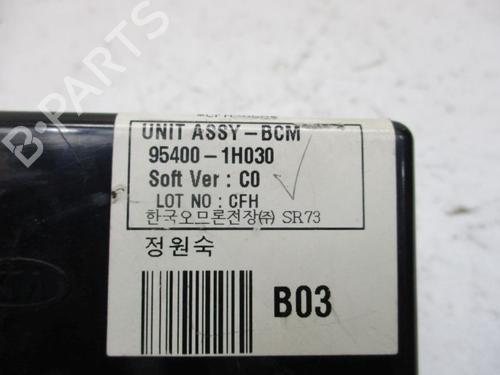 UNIT ASSY-BCM
95400-1H030
Soft Ver : C0
LOT NO : CFH
한국오므론전장㈜ SR73
정원숙
B03
B-PARTS